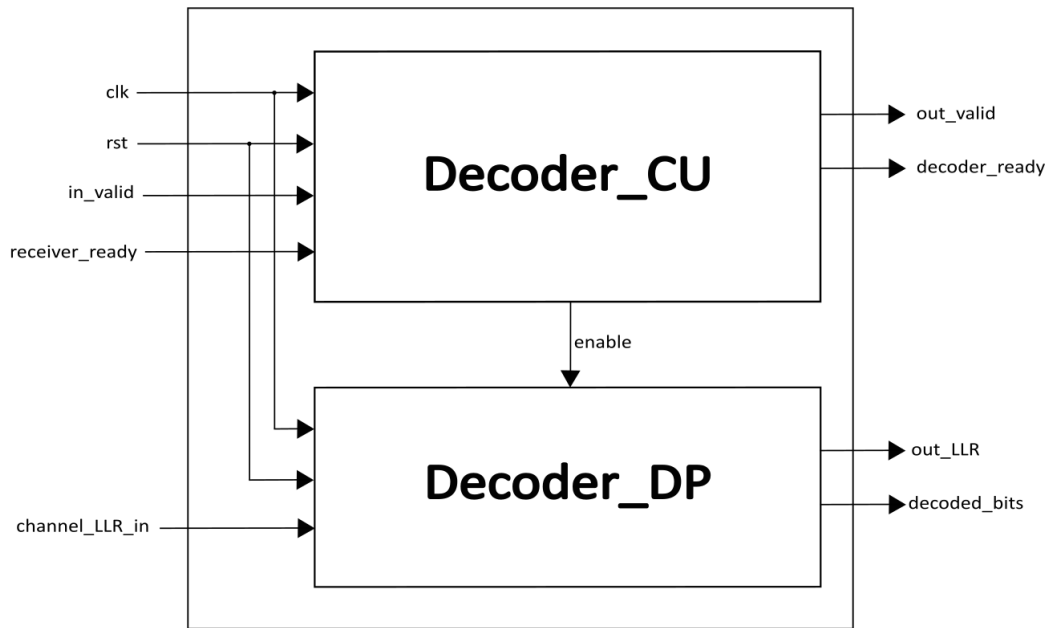 clk
rst
in_valid
receiver_ready
Decoder_CU
out_valid
decoder_ready
enable
channel_LLR_in
Decoder_DP
out_LLR
decoded_bits